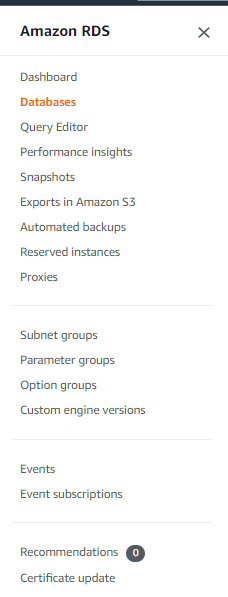 Amazon RDS
Dashboard
Databases
Query Editor
Performance insights
Snapshots
Exports in Amazon S3
Automated backups
Reserved instances
Proxies
Subnet groups
Parameter groups
Option groups
Custom engine versions
Events
Event subscriptions
Recommendations 0
Certificate update